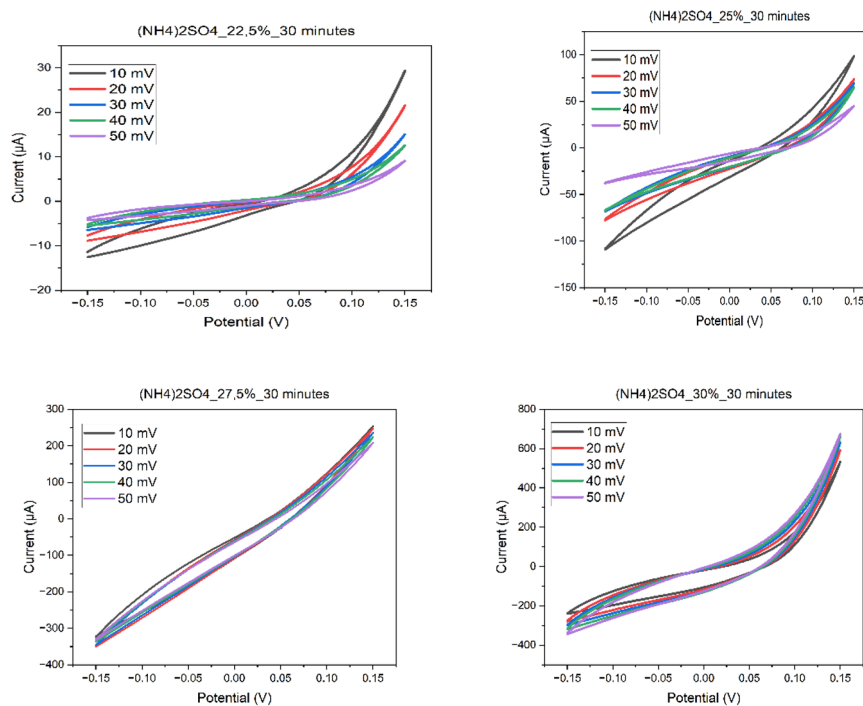 (NH4)2SO4_22,5%_30 minutes
10 mV
20 mV
30 mV
40 mV
50 mV
30
20
10
0
−10
−20
Current (µA)
−0.15
−0.10
−0.05
0.00
0.05
0.10
0.15
Potential (V)
(NH4)2SO4_25%_30 minutes
10 mV
20 mV
30 mV
40 mV
50 mV
100
50
0
−50
−100
−150
Current (µA)
−0.15
−0.10
−0.05
0.00
0.05
0.10
0.15
Potential (V)
(NH4)2SO4_27,5%_30 minutes
10 mV
20 mV
30 mV
40 mV
50 mV
300
200
100
0
−100
−200
−300
−400
Current (µA)
−0.15
−0.10
−0.05
0.00
0.05
0.10
0.15
Potential (V)
(NH4)2SO4_30%_30 minutes
10 mV
20 mV
30 mV
40 mV
50 mV
800
600
400
200
0
−200
−400
Current (µA)
−0.15
−0.10
−0.05
0.00
0.05
0.10
0.15
Potential (V)